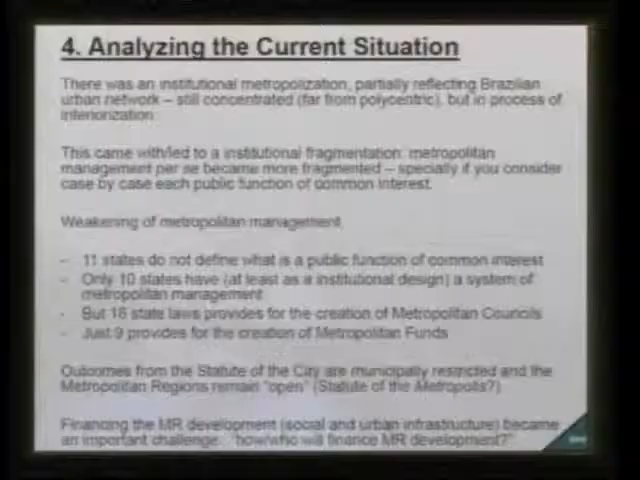 4. Analyzing the Current Situation
There was an institutional metropolization, partially reflecting Brazilian
urban network – still concentrated (far from polycentric), but in process of
interiorization.
This came with/led to a institutional fragmentation: metropolitan
management per se became more fragmented – specially if you consider
case by case each public function of common interest.
Weakening of metropolitan management
- 11 states do not define what is a public function of common interest
- Only 10 states have (at least as a institutional design) a system of
metropolitan management
- But 16 state laws provides for the creation of Metropolitan Councils
- Just 9 provides for the creation of Metropolitan Funds
Outcomes from the Statute of the City are municipally restricted and the
Metropolitan Regions remain "open" (Statute of the Metropolis?)
Financing the MR development (social and urban infrastructure) became
an important challenge: "how/who will finance MR development?"